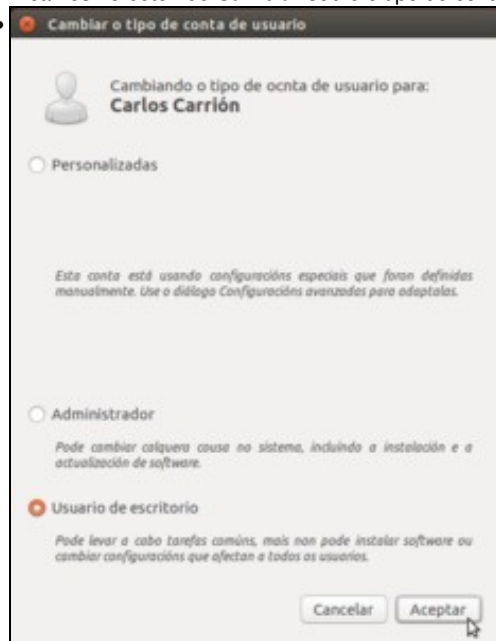 Cambiar o tipo de conta de usuario
Cambiando o tipo de ocnta de usuario para:
Carlos Carrión
Personalizadas
Esta conta está usando configuracións especiais que foron definidas
manualmente. Use o diálogo Configuracións avanzadas para adaptalas.
Administrador
Pode cambiar calquera cousa no sistema, incluíndo a instalación e a
actualización de software.
Usuario de escritorio
Pode levar a cabo tarefas comúns, mais non pode instalar software ou
cambiar configuracións que afectan a todos os usuarios.
Cancelar Aceptar